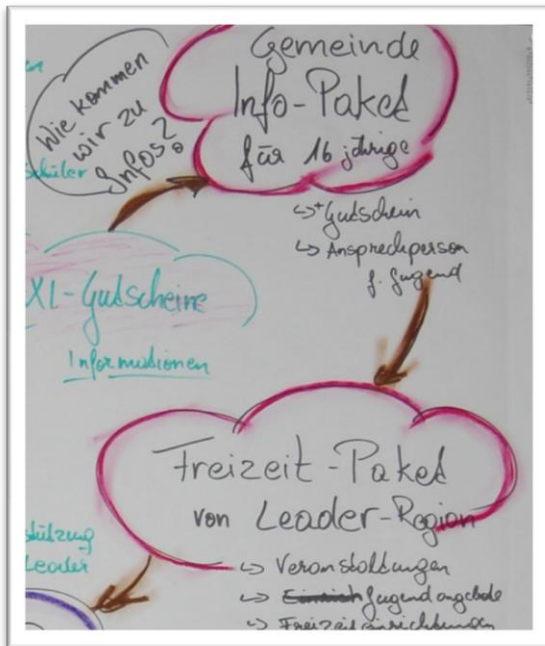 Gemeinde
Info-Paket
für 16 jährige
Wie kommen
wir zu
Infos?
schüler
↳ + Gutschein
↳ Ansprechperson
f. Jugend
XL-Gutscheine
Informationen
Freizeit-Paket
von Leader-Region
↳ Veranstaltungen
↳ Jugendangebote
↳ Freizeiteinrichtungen
stützung
Leader